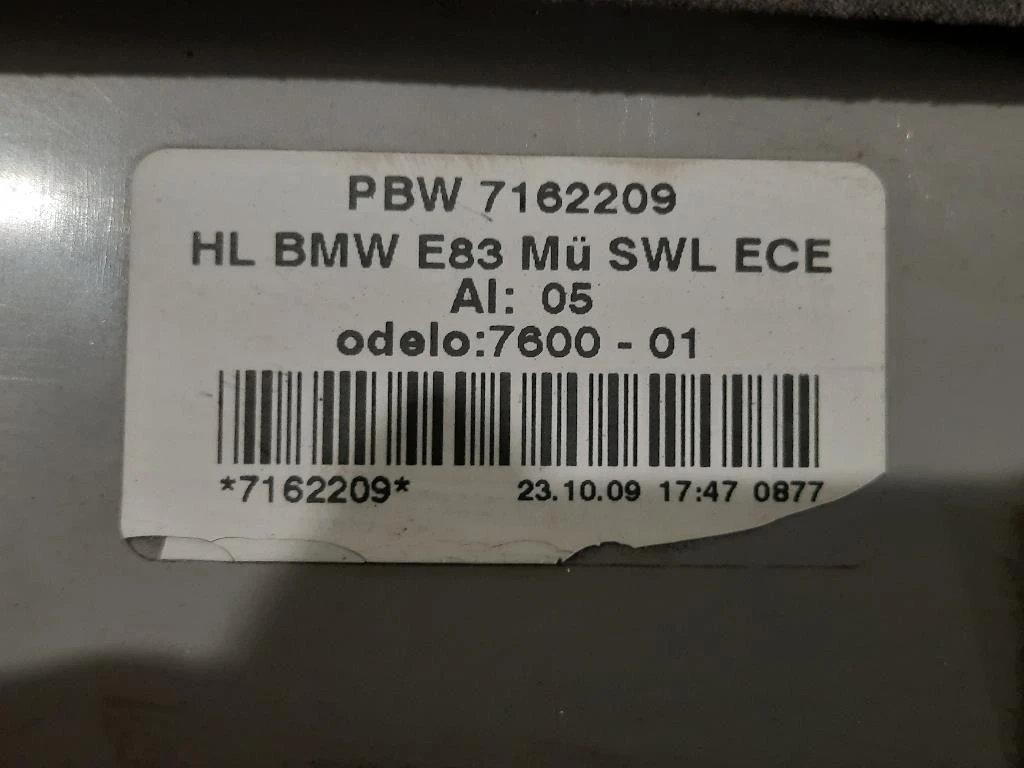 PBW 7162209
HL BMW E83 Mü SWL ECE
AI: 05
odelo:7600 - 01
*7162209* 23.10.09 17:47 0877